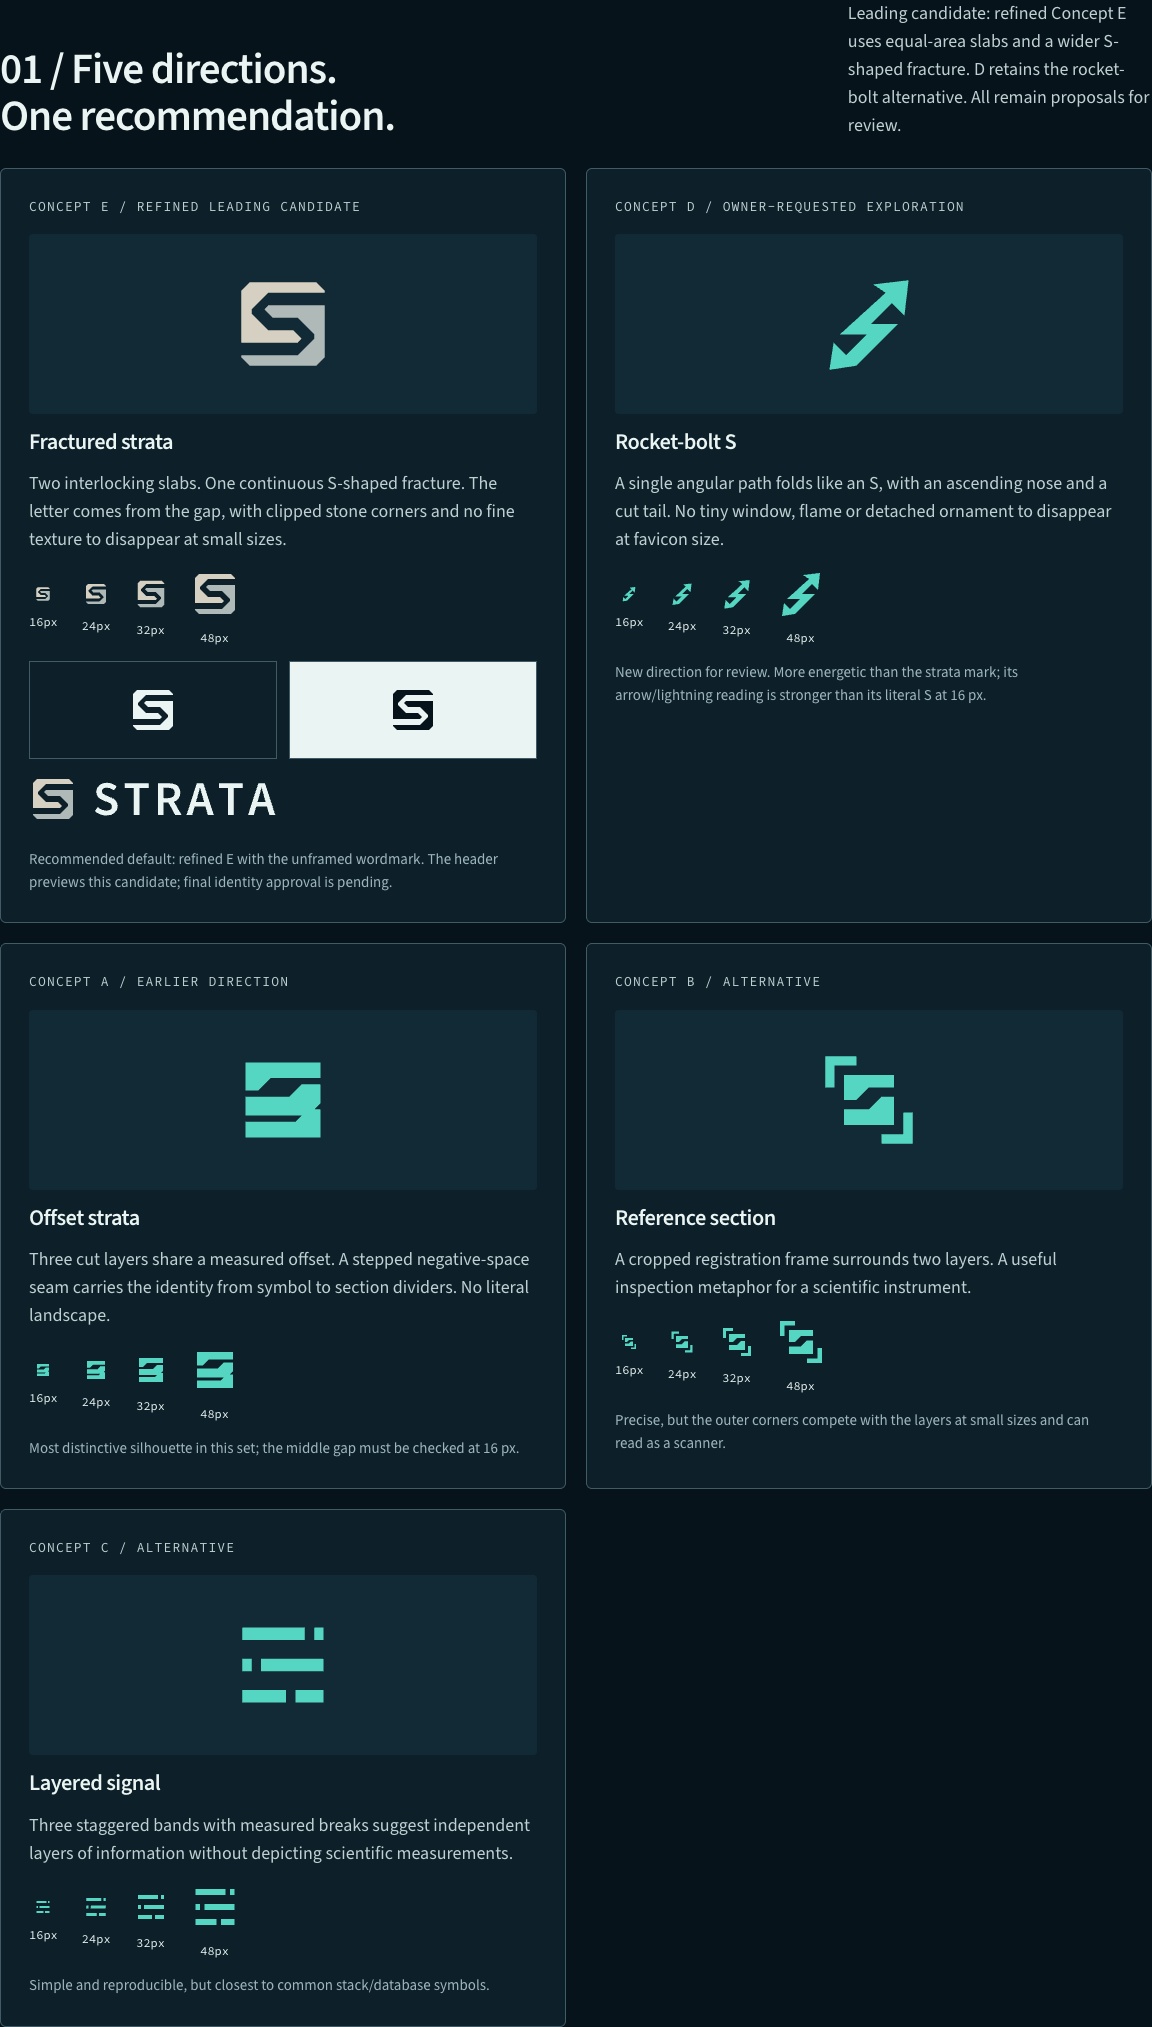 Leading candidate: refined Concept E
uses equal-area slabs and a wider S-
shaped fracture. D retains the rocket-
bolt alternative. All remain proposals for
review.
01 / Five directions.
One recommendation.
CONCEPT E / REFINED LEADING CANDIDATE
Fractured strata
Two interlocking slabs. One continuous S-shaped fracture. The
letter comes from the gap, with clipped stone corners and no fine
texture to disappear at small sizes.
16px 24px 32px 48px
STRATA
Recommended default: refined E with the unframed wordmark. The header
previews this candidate; final identity approval is pending.
CONCEPT D / OWNER-REQUESTED EXPLORATION
Rocket-bolt S
A single angular path folds like an S, with an ascending nose and a
cut tail. No tiny window, flame or detached ornament to disappear
at favicon size.
16px 24px 32px 48px
New direction for review. More energetic than the strata mark; its
arrow/lightning reading is stronger than its literal S at 16 px.
CONCEPT A / EARLIER DIRECTION
Offset strata
Three cut layers share a measured offset. A stepped negative-space
seam carries the identity from symbol to section dividers. No literal
landscape.
16px 24px 32px 48px
Most distinctive silhouette in this set; the middle gap must be checked at 16 px.
CONCEPT B / ALTERNATIVE
Reference section
A cropped registration frame surrounds two layers. A useful
inspection metaphor for a scientific instrument.
16px 24px 32px 48px
Precise, but the outer corners compete with the layers at small sizes and can
read as a scanner.
CONCEPT C / ALTERNATIVE
Layered signal
Three staggered bands with measured breaks suggest independent
layers of information without depicting scientific measurements.
16px 24px 32px 48px
Simple and reproducible, but closest to common stack/database symbols.